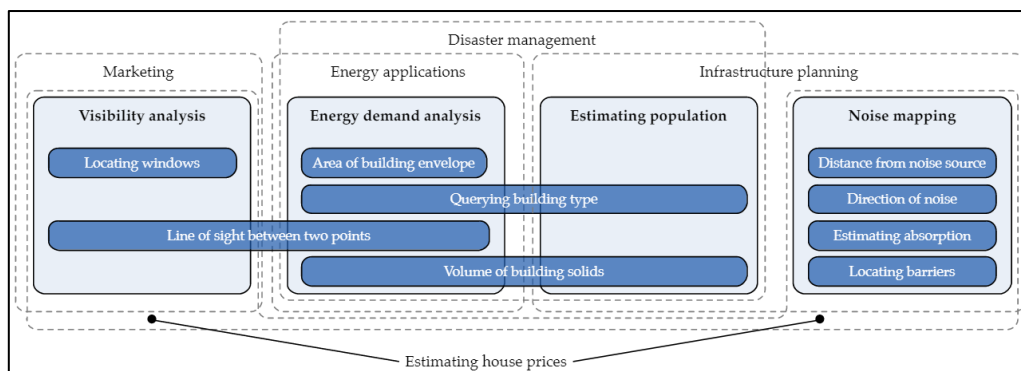 Disaster management
Marketing
Energy applications
Infrastructure planning
Visibility analysis
Energy demand analysis
Estimating population
Noise mapping
Locating windows
Area of building envelope
Distance from noise source
Querying building type
Direction of noise
Line of sight between two points
Estimating absorption
Volume of building solids
Locating barriers
Estimating house prices